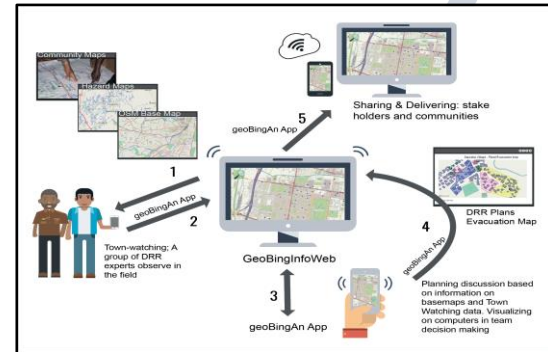 Community Maps
Hazard Maps
OSM Base Map
1
geoBingAn App
2
Town-watching; A
group of DRR
experts observe in
the field
GeoBingInfoWeb
3
geoBingAn App
5
geoBingAn App
Sharing & Delivering: stake
holders and communities
4
geoBingAn App
DRR Plans
Evacuation Map
Planning discussion based
on information on
basemaps and Town
Watching data. Visualizing
on computers in team
decision making